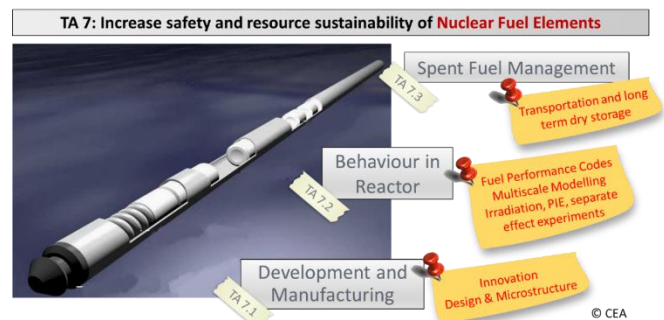 TA 7: Increase safety and resource sustainability of Nuclear Fuel Elements
Spent Fuel Management
TA 7.3
Transportation and long
term dry storage
Behaviour in
Reactor
TA 7.2
Fuel Performance Codes
Multiscale Modelling
Irradiation, PIE, separate
effect experiments
Development and
Manufacturing
TA 7.1
Innovation
Design & Microstructure
© CEA